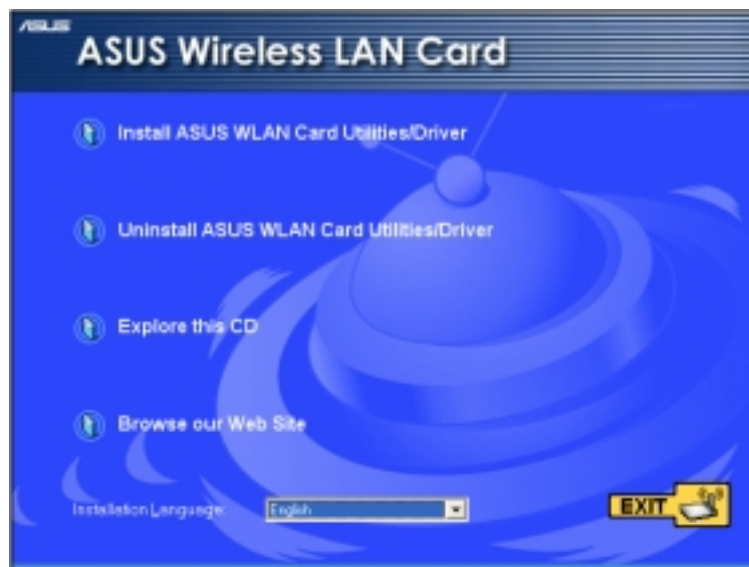 ASUS
ASUS Wireless LAN Card
Install ASUS WLAN Card Utilities/Driver
Uninstall ASUS WLAN Card Utilities/Driver
Explore this CD
Browse our Web Site
Installation Language:
English
EXIT